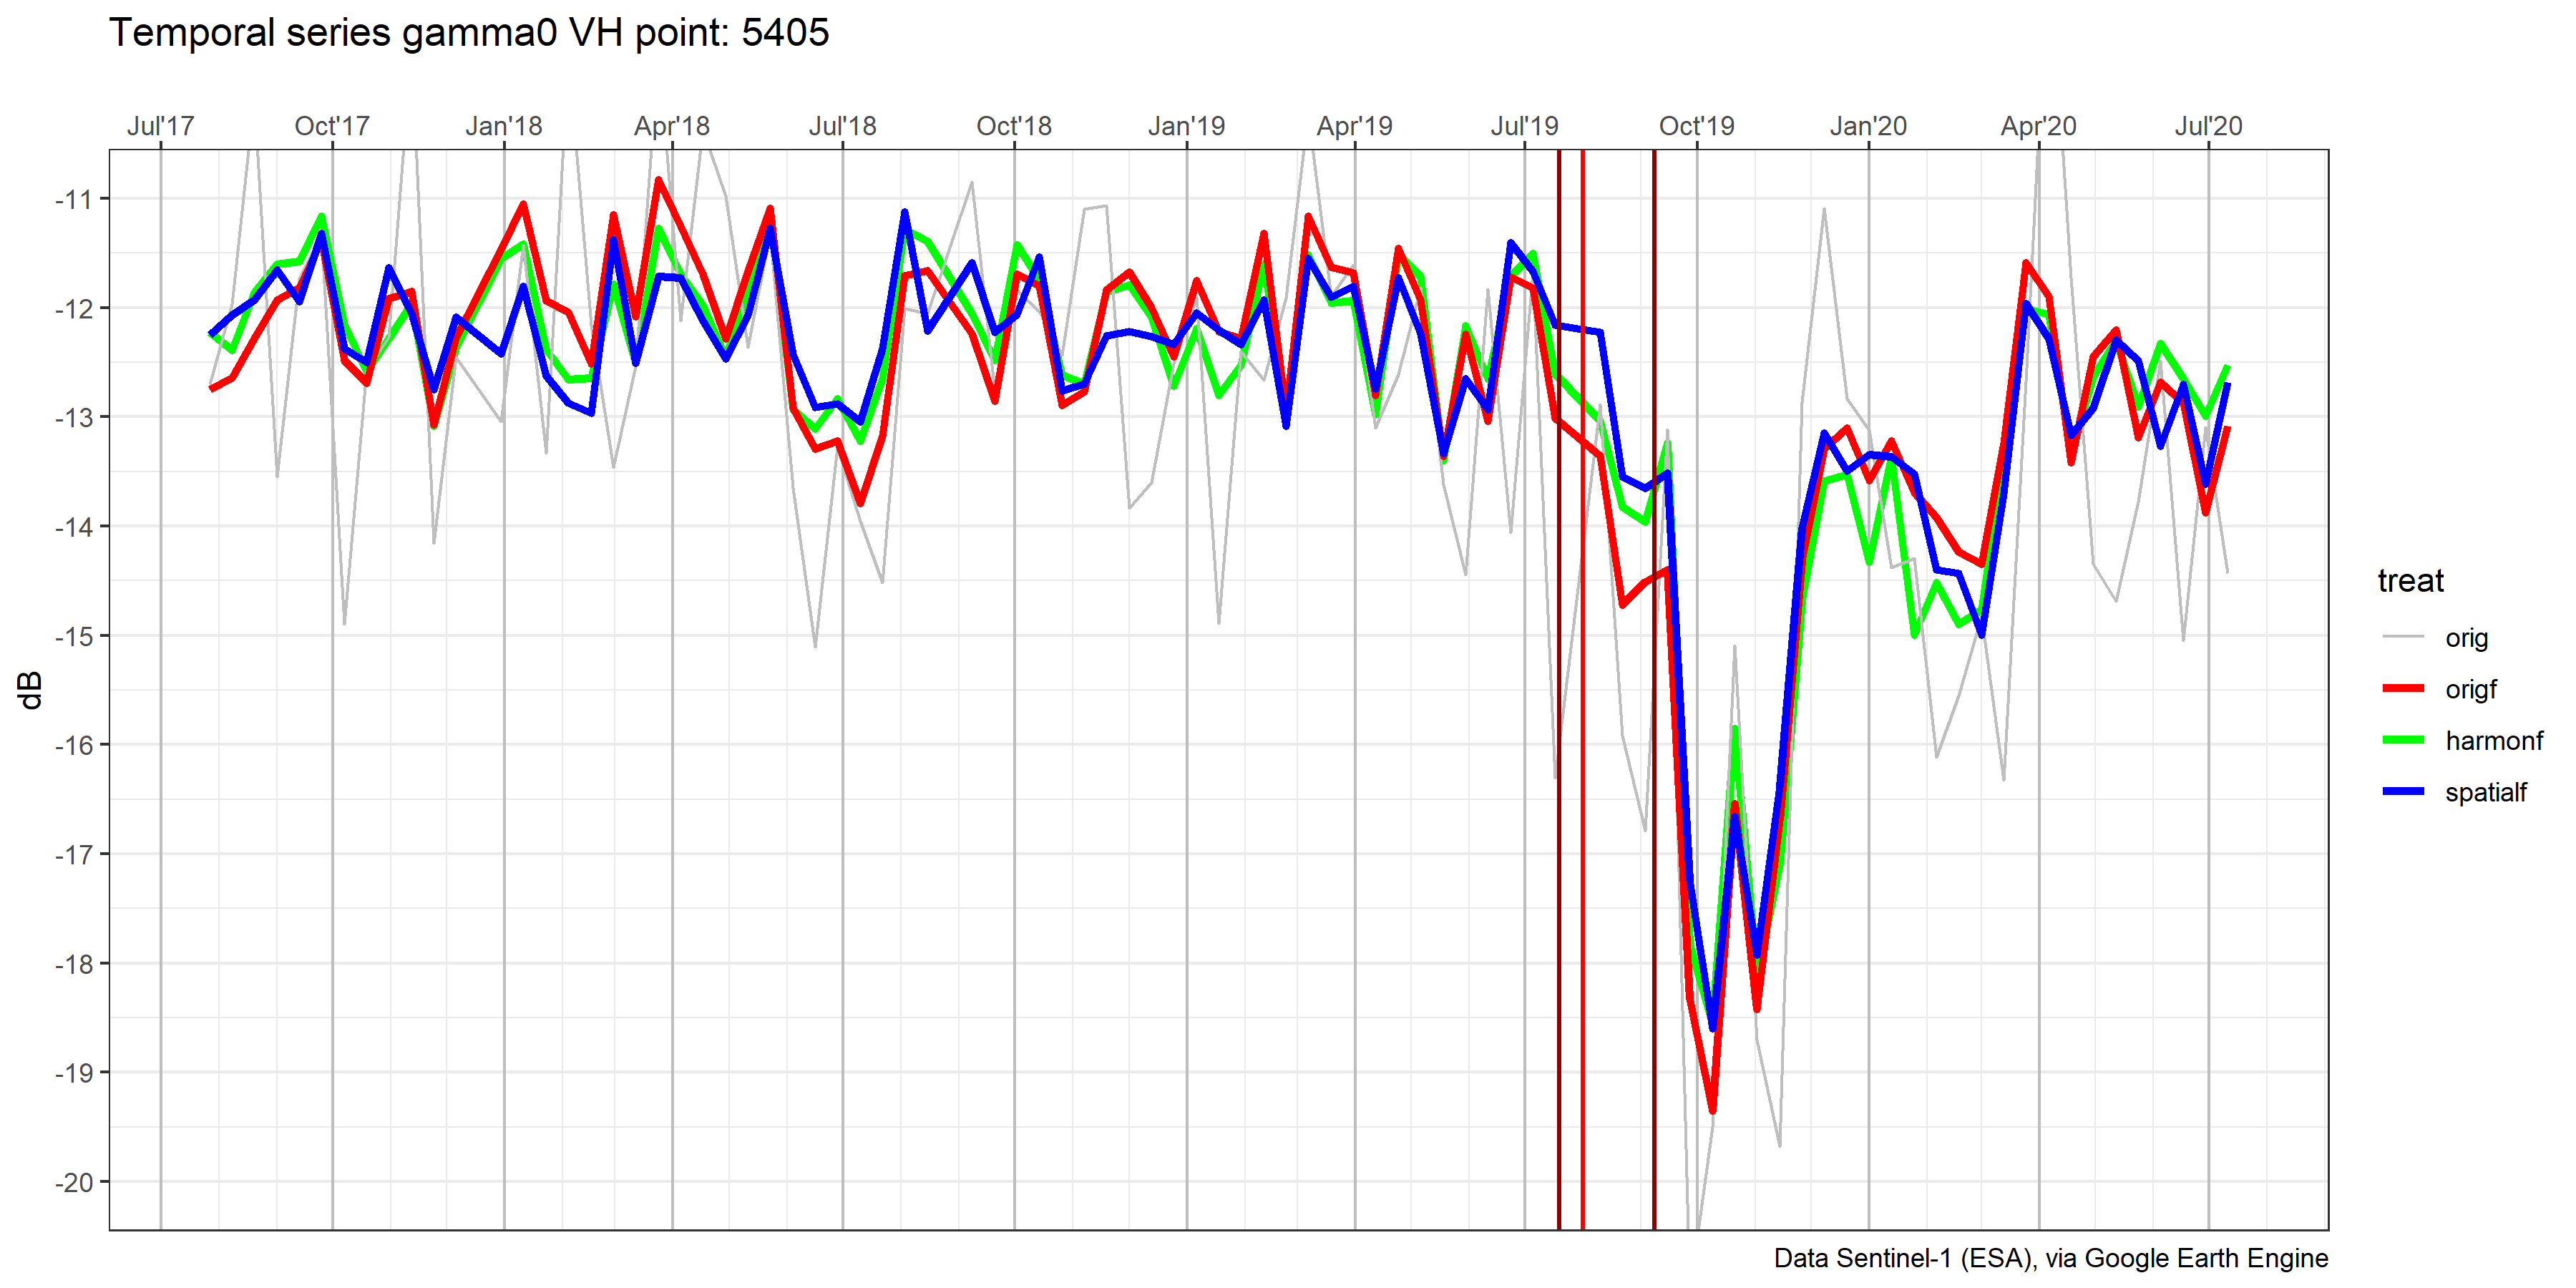 Temporal series gamma0 VH point: 5405
Jul'17 Oct'17 Jan'18 Apr'18 Jul'18 Oct'18 Jan'19 Apr'19 Jul'19 Oct'19 Jan'20 Apr'20 Jul'20
-11
-12
-13
-14
-15
-16
-17
-18
-19
-20
dB
treat
orig
origf
harmonf
spatialf
Data Sentinel-1 (ESA), via Google Earth Engine